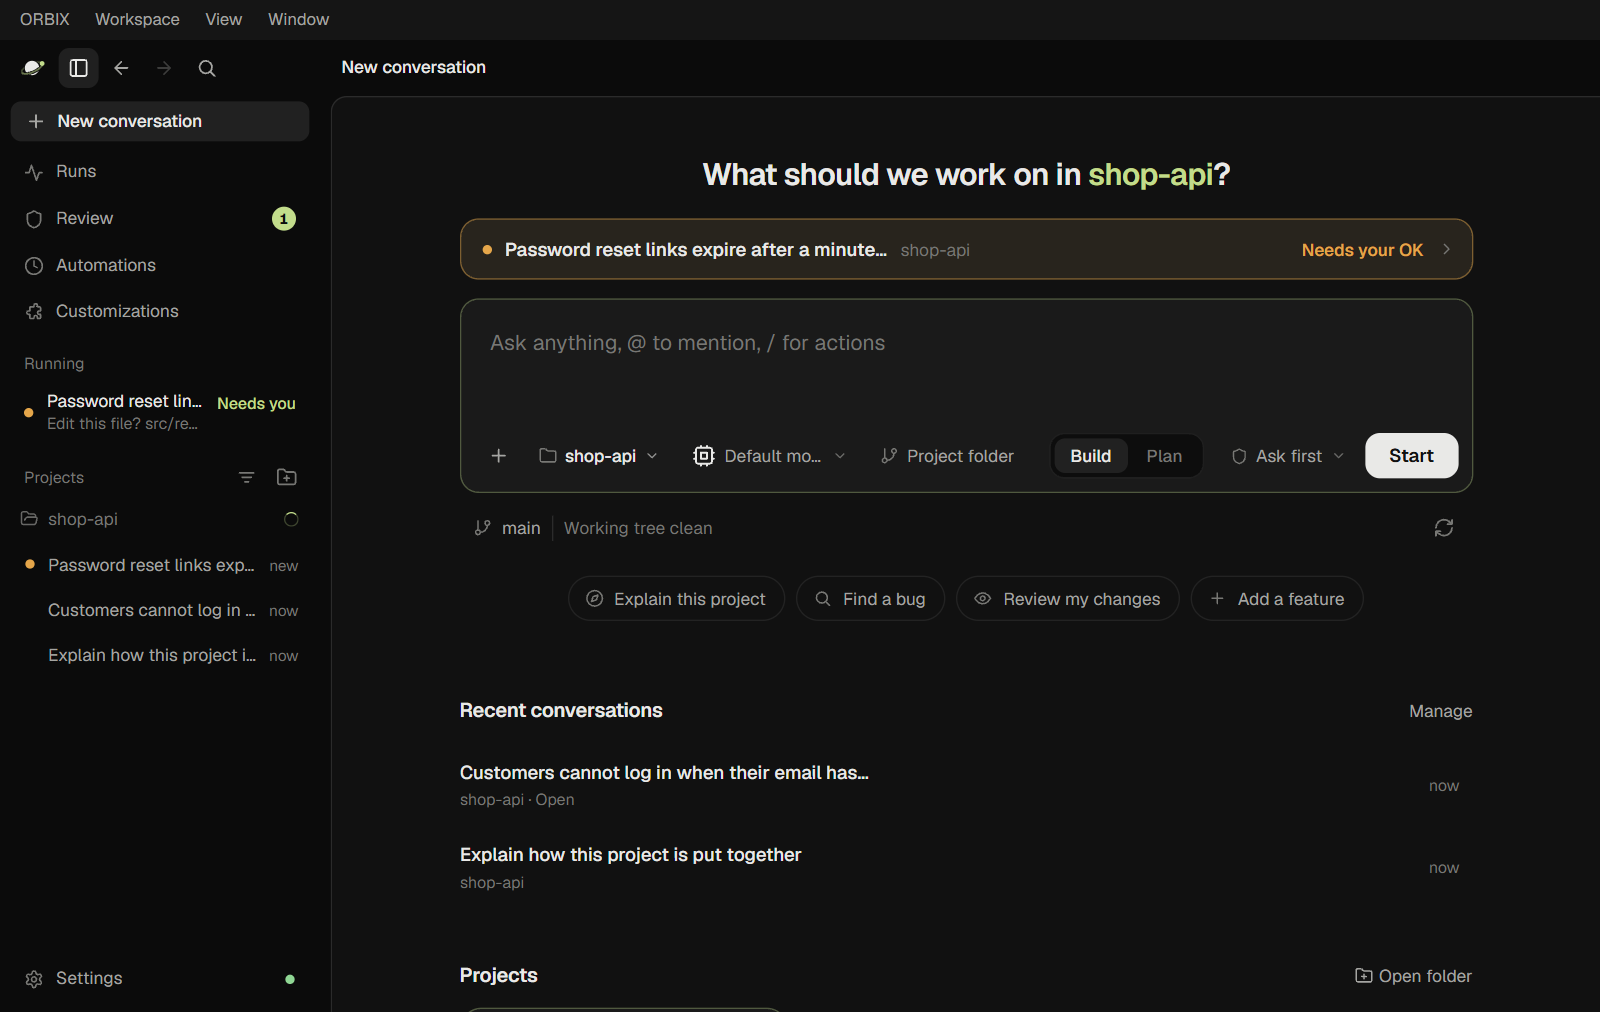 ORBIX Workspace View Window
New conversation
New conversation
Runs
Review 1
Automations
Customizations
Running
Password reset lin... Needs you
Edit this file? src/re...
Projects
shop-api
Password reset links exp... new
Customers cannot log in ... now
Explain how this project i... now
Settings
What should we work on in shop-api?
Password reset links expire after a minute... shop-api Needs your OK
Ask anything, @ to mention, / for actions
shop-api Default mo... Project folder Build Plan Ask first Start
main Working tree clean
Explain this project Find a bug Review my changes Add a feature
Recent conversations Manage
Customers cannot log in when their email has...
shop-api · Open
now
Explain how this project is put together
shop-api
now
Projects Open folder